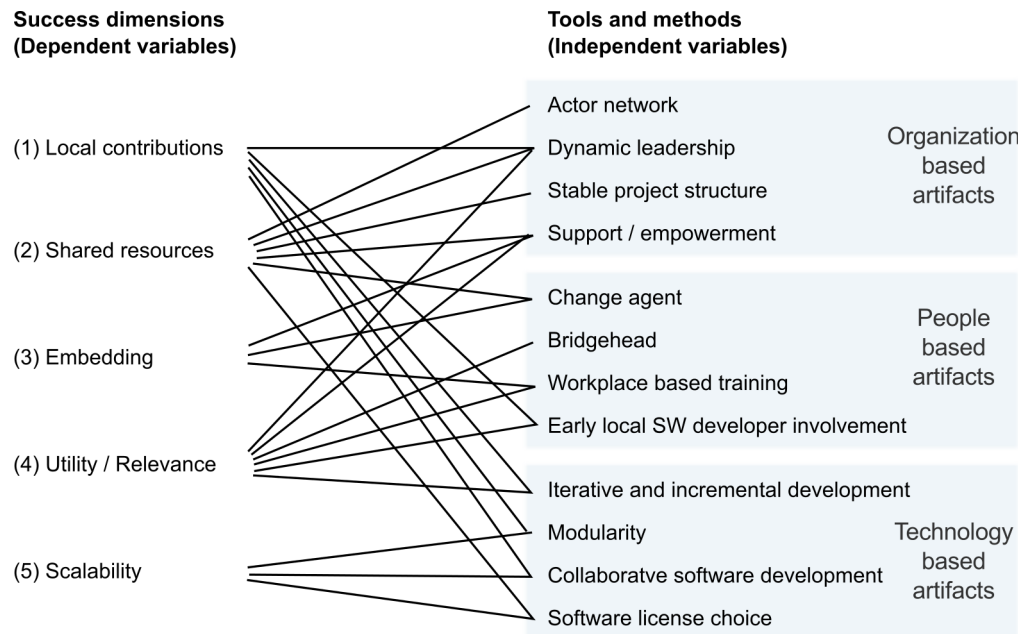 Success dimensions
(Dependent variables)
Tools and methods
(Independent variables)
(1) Local contributions
(2) Shared resources
(3) Embedding
(4) Utility / Relevance
(5) Scalability
Actor network
Dynamic leadership
Stable project structure
Support / empowerment
Organization
based
artifacts
Change agent
Bridgehead
Workplace based training
Early local SW developer involvement
People
based
artifacts
Iterative and incremental development
Modularity
Collaboratve software development
Software license choice
Technology
based
artifacts